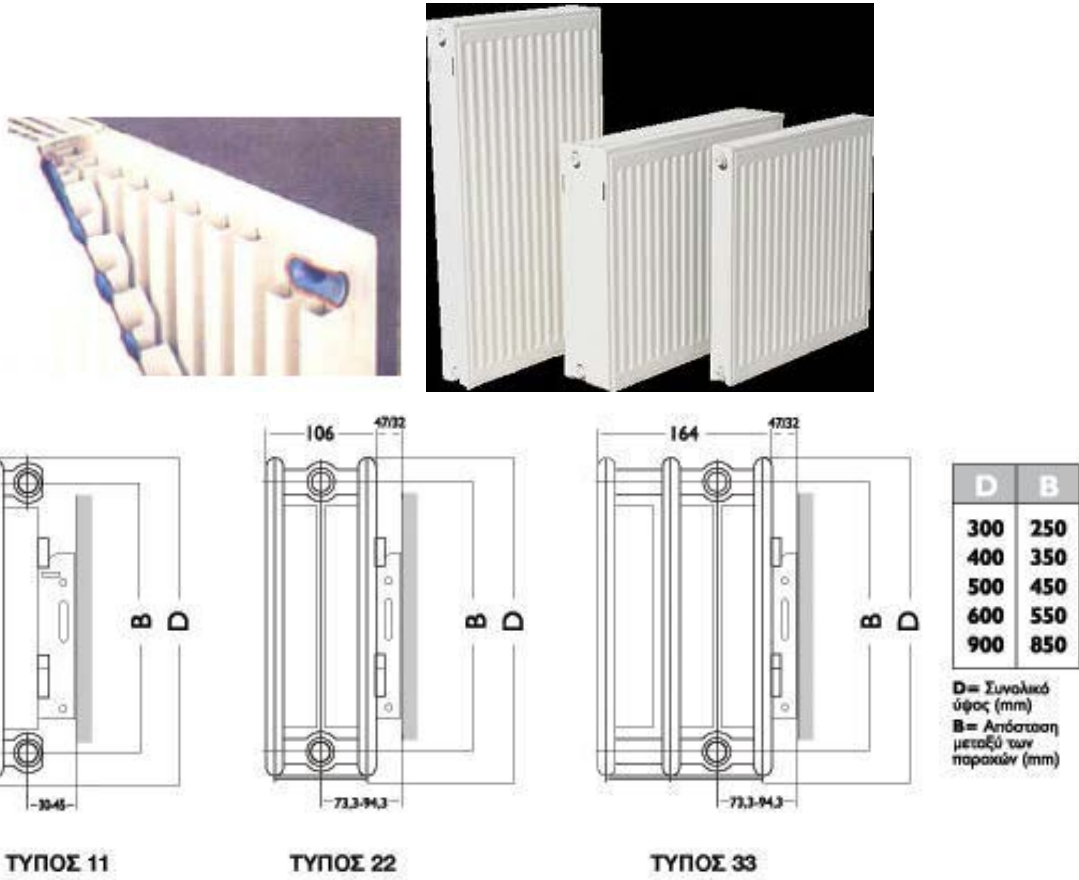 106
47/32
164
47/32
D B
300 250
400 350
500 450
600 550
900 850
D= Συνολικό
ύψος (mm)
B= Απόσταση
μεταξύ των
παροχών (mm)
B D
B D
B D
30-45
73,3-94,3
73,3-94,3
ΤΥΠΟΣ 11
ΤΥΠΟΣ 22
ΤΥΠΟΣ 33